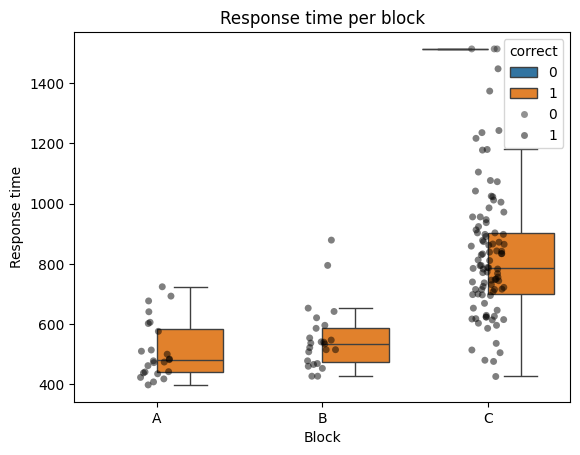 Response time per block
correct
0
1
0
1
1400
1200
1000
800
600
400
Response time
A
B
C
Block